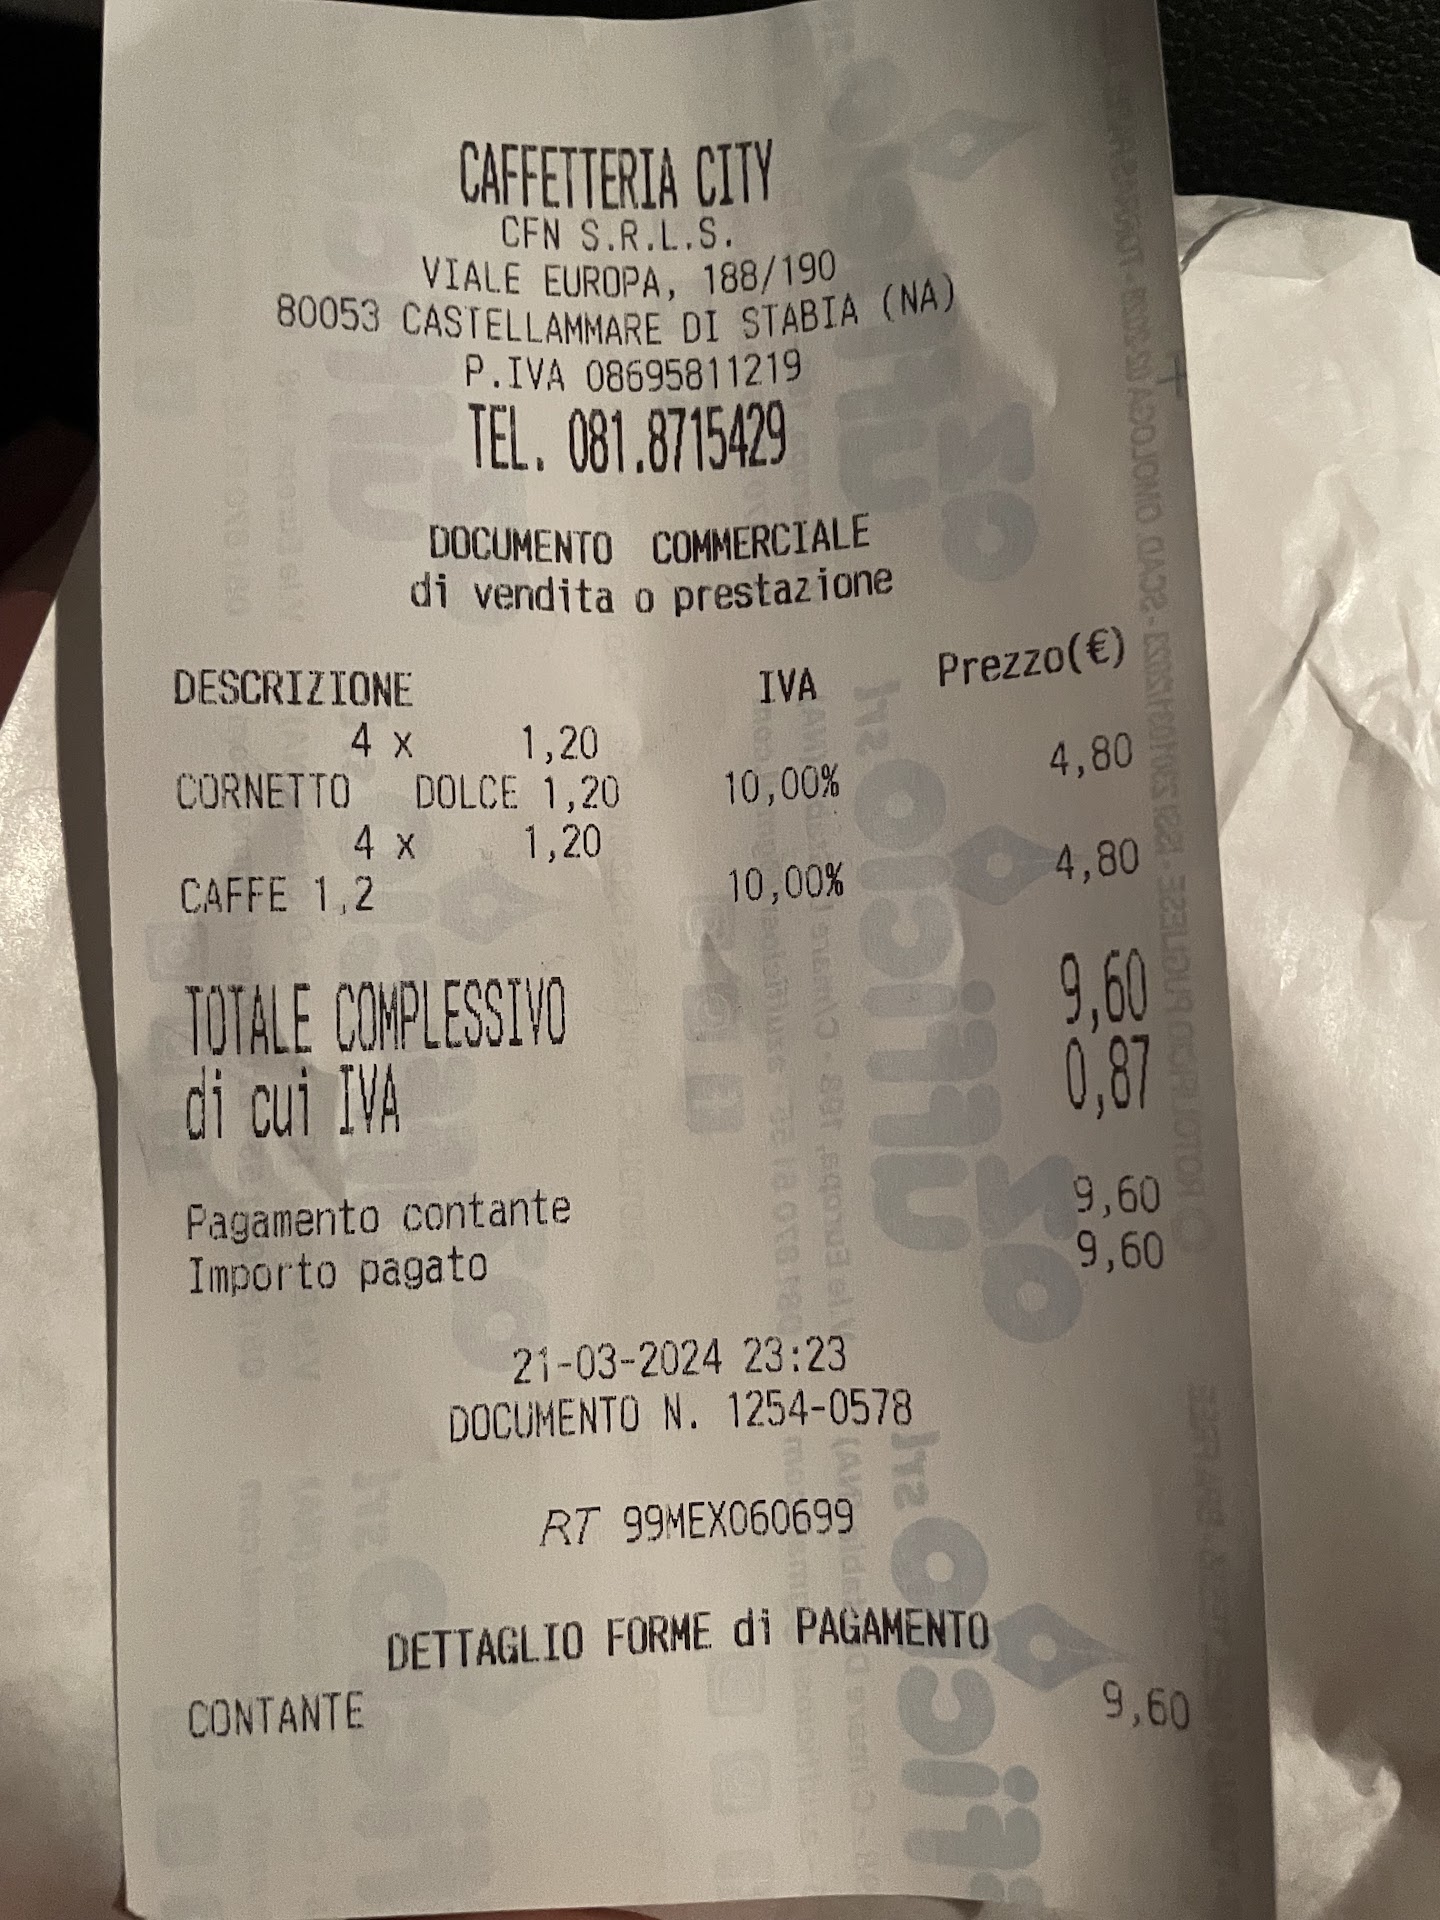 CAFFETTERIA CITY
CFN S.R.L.S.
VIALE EUROPA, 188/190
80053 CASTELLAMMARE DI STABIA (NA)
P.IVA 08695811219
TEL. 081.8715429
DOCUMENTO COMMERCIALE
di vendita o prestazione
DESCRIZIONE IVA Prezzo(€)
4 x 1,20
CORNETTO DOLCE 1,20 10,00% 4,80
4 x 1,20
CAFFE 1,2 10,00% 4,80
TOTALE COMPLESSIVO 9,60
di cui IVA 0,87
Pagamento contante 9,60
Importo pagato 9,60
21-03-2024 23:23
DOCUMENTO N. 1254-0578
RT 99MEX060699
DETTAGLIO FORME di PAGAMENTO
CONTANTE 9,60